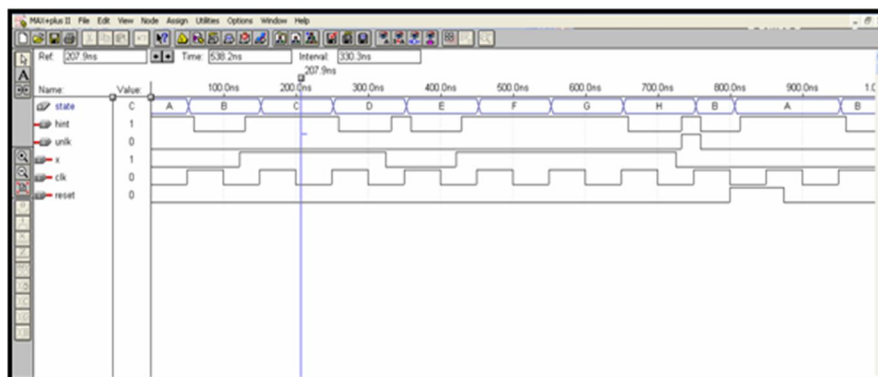 MAX+plus II File Edit View Node Assign Utilities Options Window Help
Ref: 207.9ns Time: 538.2ns Interval: 330.3ns
207.9ns
Name: Value: 100.0ns 200.0ns 300.0ns 400.0ns 500.0ns 600.0ns 700.0ns 800.0ns 900.0ns 1.0
state C A B C D E F G H B A B
hint 1
unlk 0
x 1
clk 0
reset 0